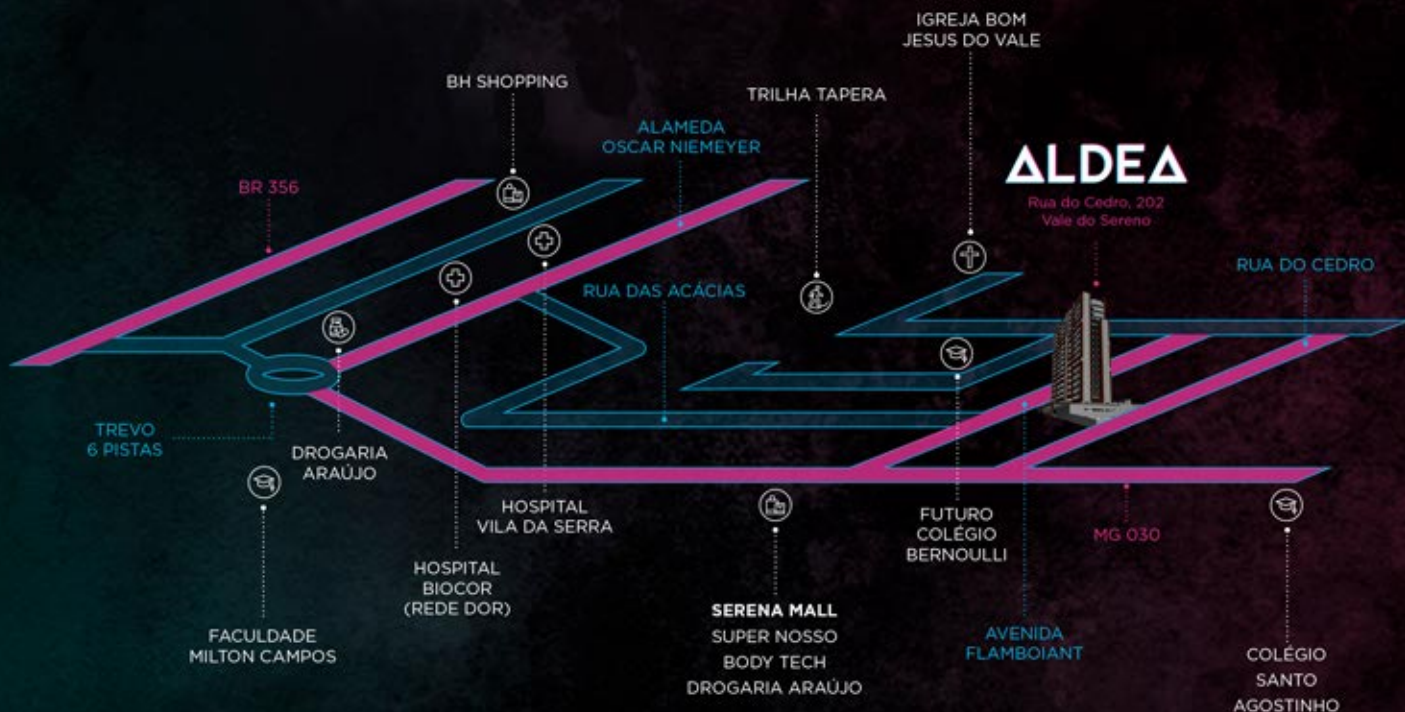 IGREJA BOM
JESUS DO VALE
BH SHOPPING
TRILHA TAPERA
ALAMEDA
OSCAR NIEMEYER
ALDEA
Rua do Cedro, 202
Vale do Sereno
BR 356
RUA DAS ACÁCIAS
RUA DO CEDRO
TREVO
6 PISTAS
DROGARIA
ARAÚJO
HOSPITAL
VILA DA SERRA
FUTURO
COLÉGIO
BERNOULLI
MG 030
HOSPITAL
BIOCOR
(REDE DOR)
FACULDADE
MILTON CAMPOS
SERENA MALL
SUPER NOSSO
BODY TECH
DROGARIA ARAÚJO
AVENIDA
FLAMBOIANT
COLÉGIO
SANTO
AGOSTINHO